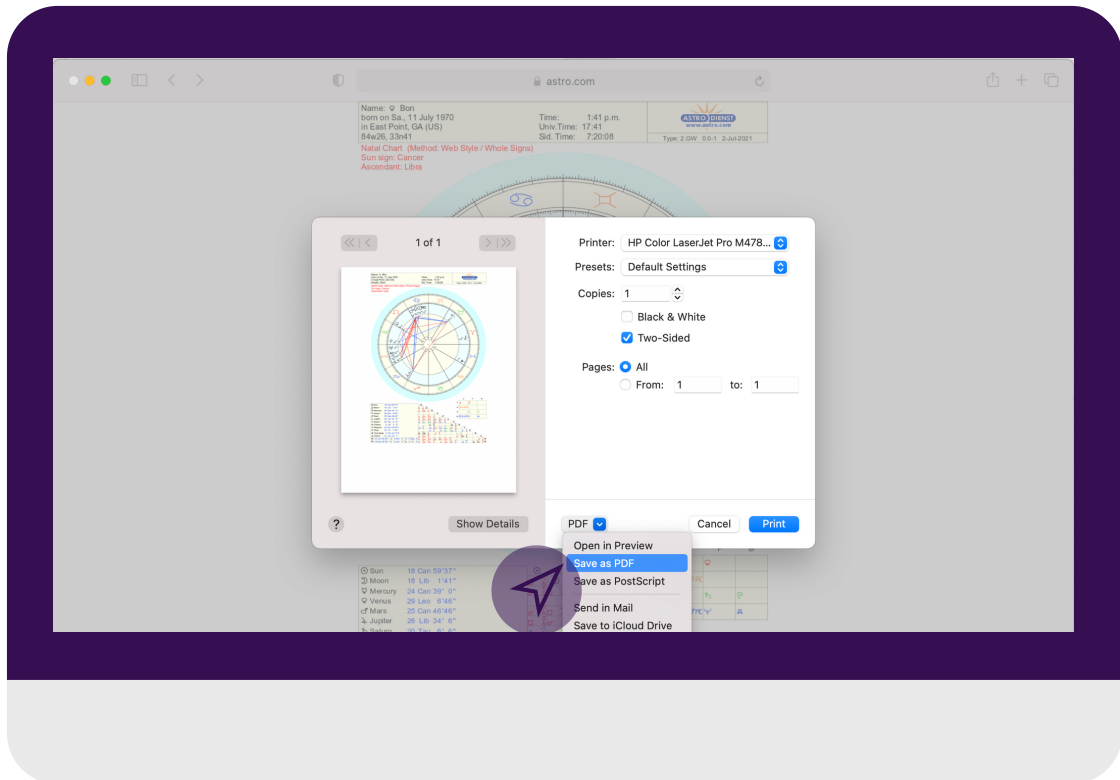 astro.com
Name: ♀ Bon
born on Sa., 11 July 1970
in East Point, GA (US)
84w26, 33n41
Time: 1:41 p.m.
Univ.Time: 17:41
Sid. Time: 7:20:08
ASTRO DIENST
www.astro.com
Type: 2.GW 0.0-1 2-Jul-2021
Natal Chart (Method: Web Style / Whole Signs)
Sun sign: Cancer
Ascendant: Libra
1 of 1
Printer: HP Color LaserJet Pro M478...
Presets: Default Settings
Copies: 1
Black & White
Two-Sided
Pages: All
From: 1 to: 1
? Show Details
PDF Cancel Print
Open in Preview
Save as PDF
Save as PostScript
Send in Mail
Save to iCloud Drive
Sun 18 Can 59'37"
Moon 18 Lib 1'41"
Mercury 24 Can 39' 0"
Venus 29 Leo 6'46"
Mars 25 Can 46'46"
Jupiter 26 Lib 34' 6"
Saturn 20 Tau 6' 6"